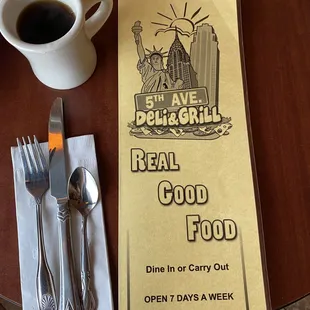 5TH AVE.
DELI&GRILL
REAL
GOOD
FOOD
Dine In or Carry Out
OPEN 7 DAYS A WEEK